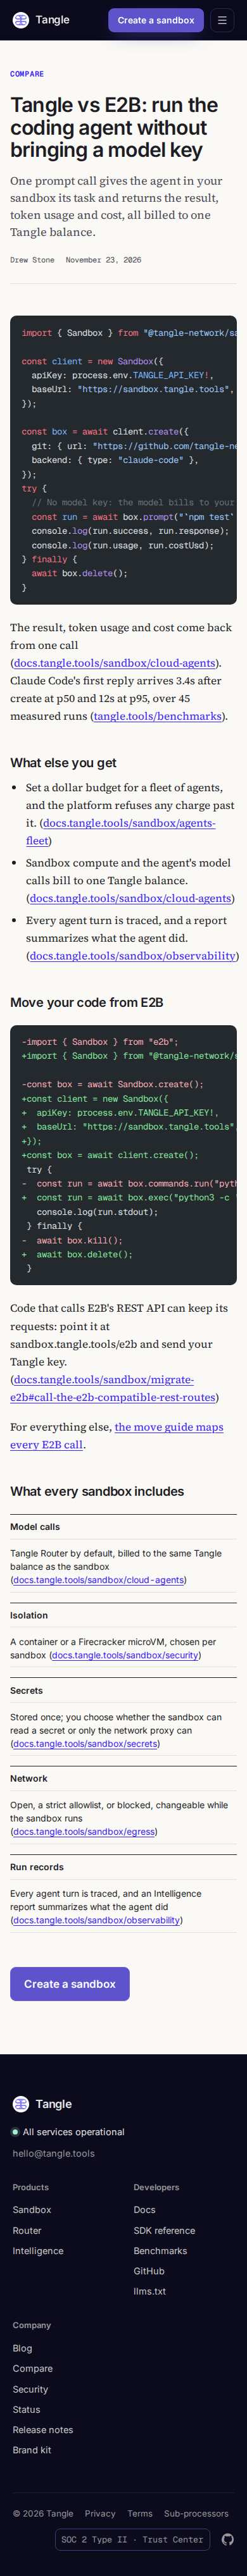 Tangle
Create a sandbox
COMPARE
Tangle vs E2B: run the
coding agent without
bringing a model key
One prompt call gives the agent in your
sandbox its task and returns the result,
token usage and cost, all billed to one
Tangle balance.
Drew Stone November 23, 2026
import { Sandbox } from "@tangle-network/sa
const client = new Sandbox({
apiKey: process.env.TANGLE_API_KEY!,
baseUrl: "https://sandbox.tangle.tools",
});
const box = await client.create({
git: { url: "https://github.com/tangle-ne
backend: { type: "claude-code" },
});
try {
// No model key: the model bills to your
const run = await box.prompt("`npm test`
console.log(run.success, run.response);
console.log(run.usage, run.costUsd);
} finally {
await box.delete();
}
The result, token usage and cost come back
from one call
(docs.tangle.tools/sandbox/cloud-agents).
Claude Code's first reply arrives 3.4s after
create at p50 and 12s at p95, over 45
measured runs (tangle.tools/benchmarks).
What else you get
• Set a dollar budget for a fleet of agents,
and the platform refuses any charge past
it. (docs.tangle.tools/sandbox/agents-
fleet)
• Sandbox compute and the agent's model
calls bill to one Tangle balance.
(docs.tangle.tools/sandbox/cloud-agents)
• Every agent turn is traced, and a report
summarizes what the agent did.
(docs.tangle.tools/sandbox/observability)
Move your code from E2B
-import { Sandbox } from "e2b";
+import { Sandbox } from "@tangle-network/s
-const box = await Sandbox.create();
+const client = new Sandbox({
+  apiKey: process.env.TANGLE_API_KEY!,
+  baseUrl: "https://sandbox.tangle.tools",
+});
+const box = await client.create();
try {
-  const run = await box.commands.run("pyth
+  const run = await box.exec("python3 -c '
console.log(run.stdout);
} finally {
-  await box.kill();
+  await box.delete();
}
Code that calls E2B's REST API can keep its
requests: point it at
sandbox.tangle.tools/e2b and send your
Tangle key.
(docs.tangle.tools/sandbox/migrate-
e2b#call-the-e2b-compatible-rest-routes)
For everything else, the move guide maps
every E2B call.
What every sandbox includes
Model calls
Tangle Router by default, billed to the same Tangle
balance as the sandbox
(docs.tangle.tools/sandbox/cloud-agents)
Isolation
A container or a Firecracker microVM, chosen per
sandbox (docs.tangle.tools/sandbox/security)
Secrets
Stored once; you choose whether the sandbox can
read a secret or only the network proxy can
(docs.tangle.tools/sandbox/secrets)
Network
Open, a strict allowlist, or blocked, changeable while
the sandbox runs
(docs.tangle.tools/sandbox/egress)
Run records
Every agent turn is traced, and an Intelligence
report summarizes what the agent did
(docs.tangle.tools/sandbox/observability)
Create a sandbox
Tangle
All services operational
hello@tangle.tools
Products
Sandbox
Router
Intelligence
Developers
Docs
SDK reference
Benchmarks
GitHub
llms.txt
Company
Blog
Compare
Security
Status
Release notes
Brand kit
© 2026 Tangle Privacy Terms Sub-processors
SOC 2 Type II · Trust Center